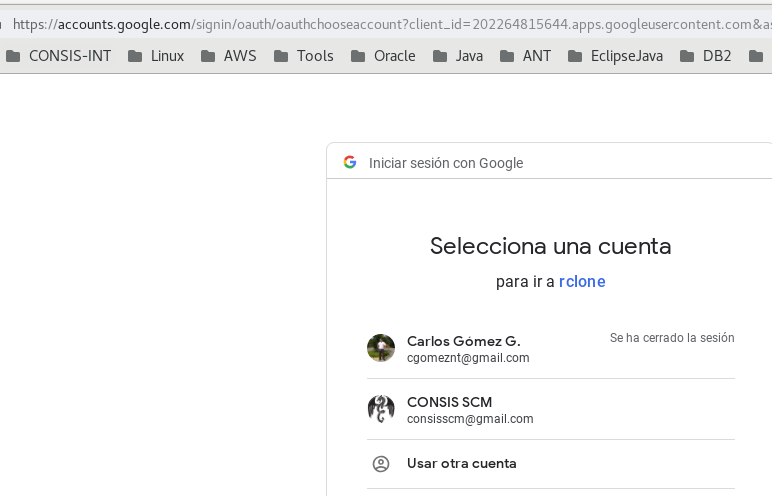 https://accounts.google.com/signin/oauth/oauthchooseaccount?client_id=202264815644.apps.googleusercontent.com&as
CONSIS-INT Linux AWS Tools Oracle Java ANT EclipseJava DB2
Iniciar sesión con Google
Selecciona una cuenta
para ir a rclone
Carlos Gómez G. Se ha cerrado la sesión
cgomeznt@gmail.com
CONSIS SCM
consisscm@gmail.com
Usar otra cuenta